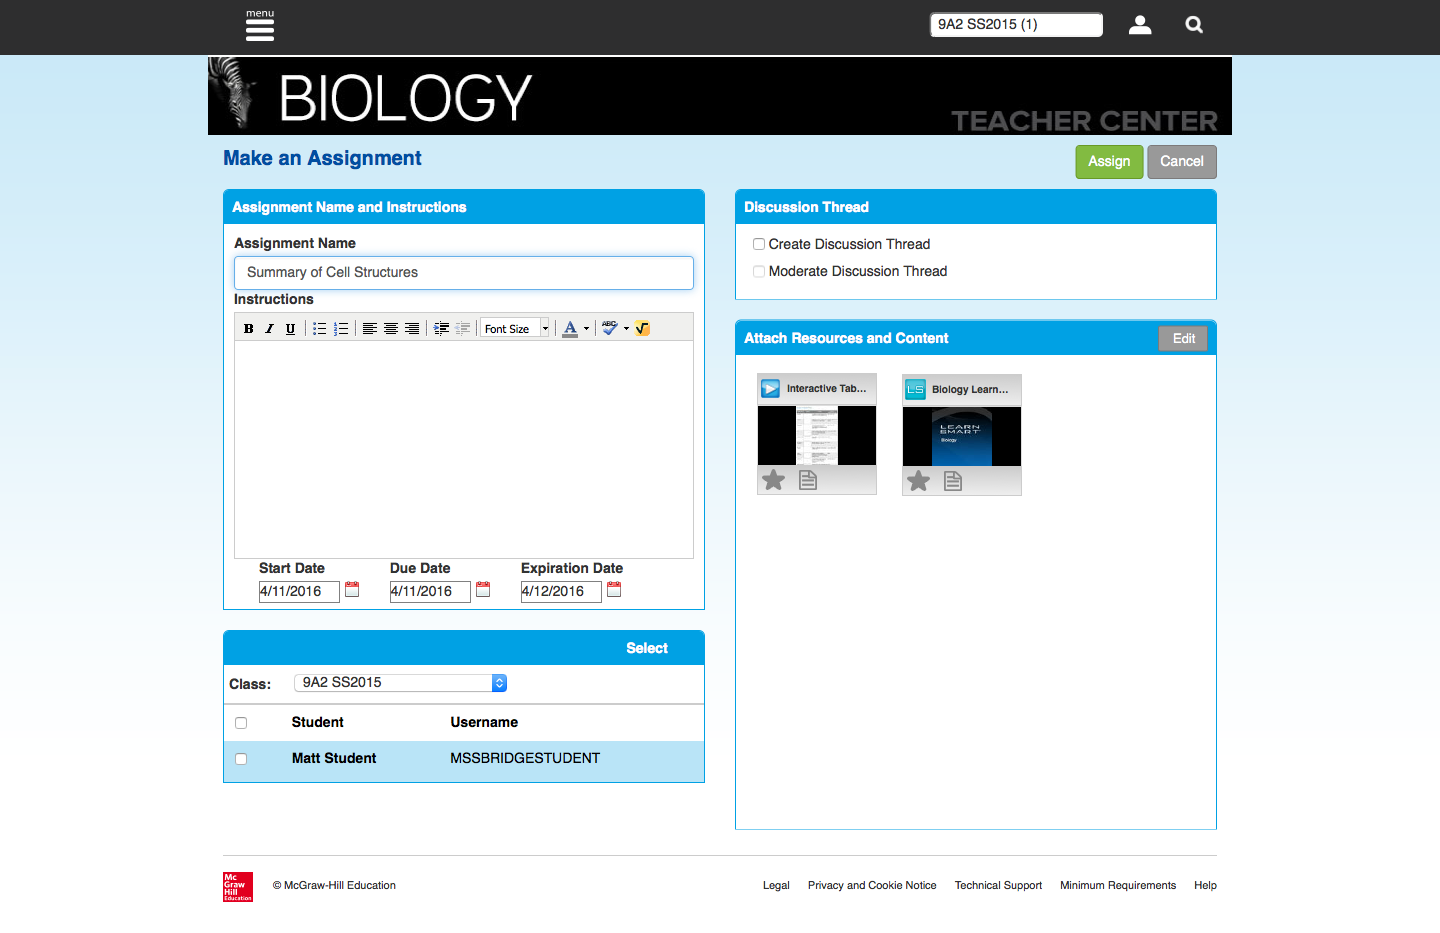 menu
9A2 SS2015 (1)
BIOLOGY
TEACHER CENTER
Make an Assignment
Assign
Cancel
Assignment Name and Instructions
Assignment Name
Summary of Cell Structures
Instructions
B I U
Font Size
A
ABC
Start Date
Due Date
Expiration Date
4/11/2016
4/11/2016
4/12/2016
Select
Class:
9A2 SS2015
Student
Username
Matt Student
MSSBRIDGESTUDENT
Discussion Thread
Create Discussion Thread
Moderate Discussion Thread
Attach Resources and Content
Edit
Interactive Tab...
LS
Biology Learn...
LEARN
SMART
Biology
Mc
Graw
Hill
Education
© McGraw-Hill Education
Legal
Privacy and Cookie Notice
Technical Support
Minimum Requirements
Help